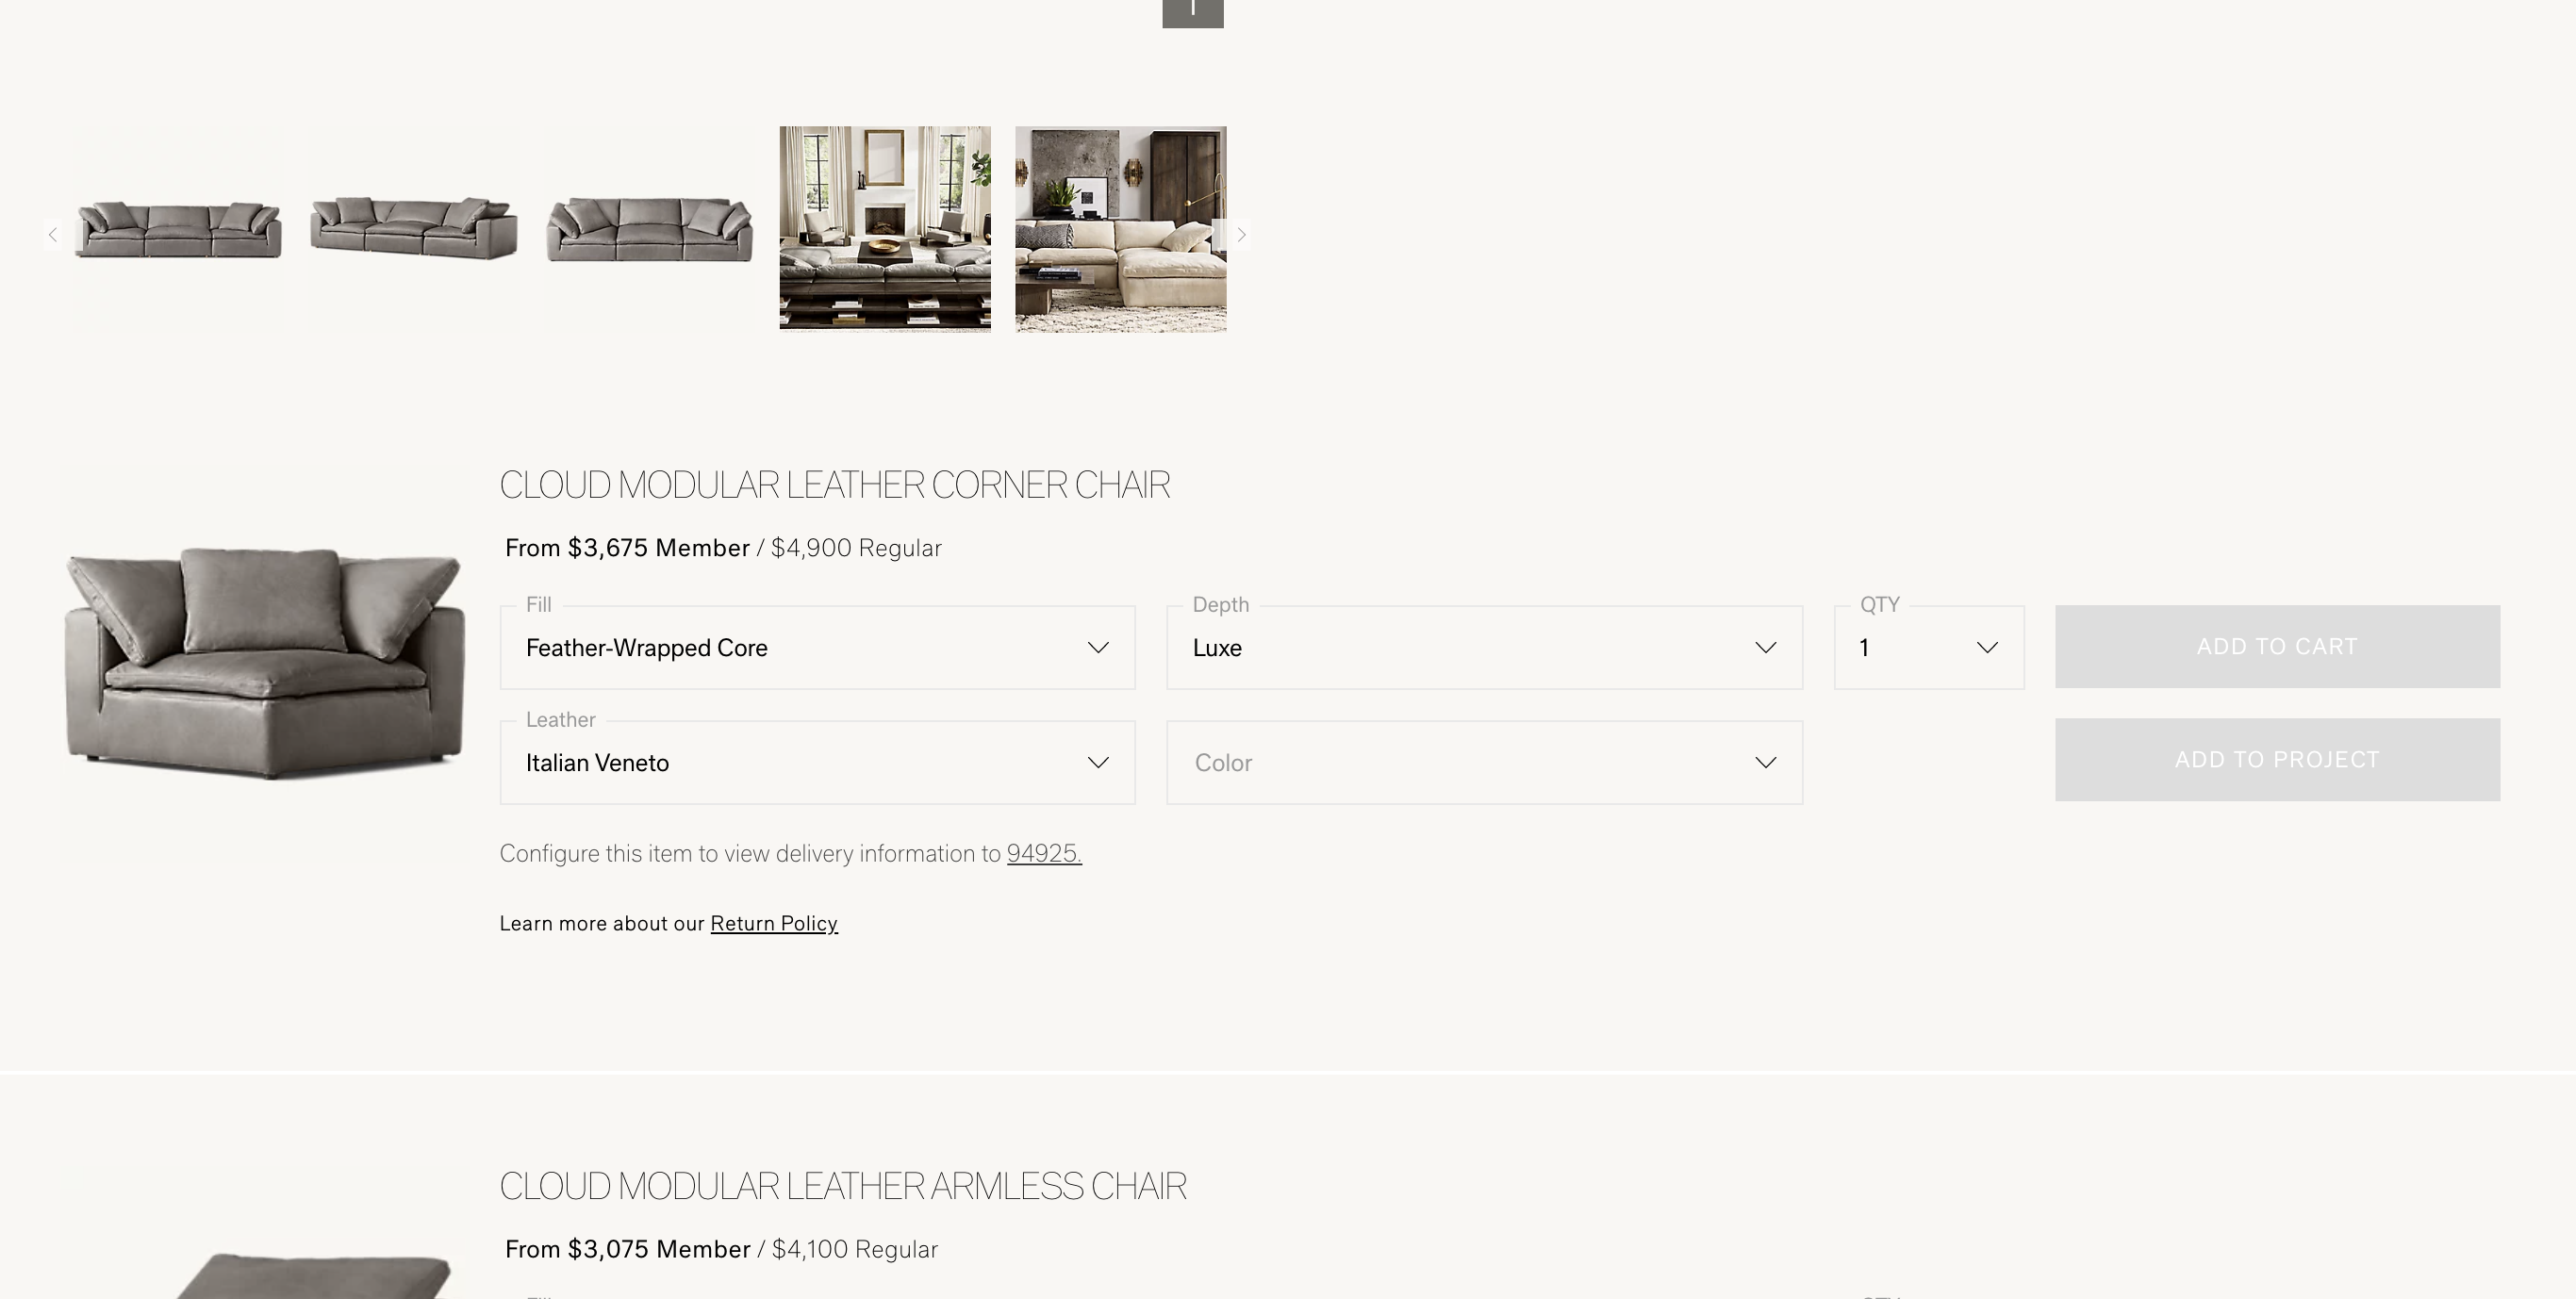 CLOUD MODULAR LEATHER CORNER CHAIR
From $3,675 Member / $4,900 Regular
Fill
Feather-Wrapped Core
Depth
Luxe
QTY
1
ADD TO CART
Leather
Italian Veneto
Color
ADD TO PROJECT
Configure this item to view delivery information to 94925.
Learn more about our Return Policy
CLOUD MODULAR LEATHER ARMLESS CHAIR
From $3,075 Member / $4,100 Regular